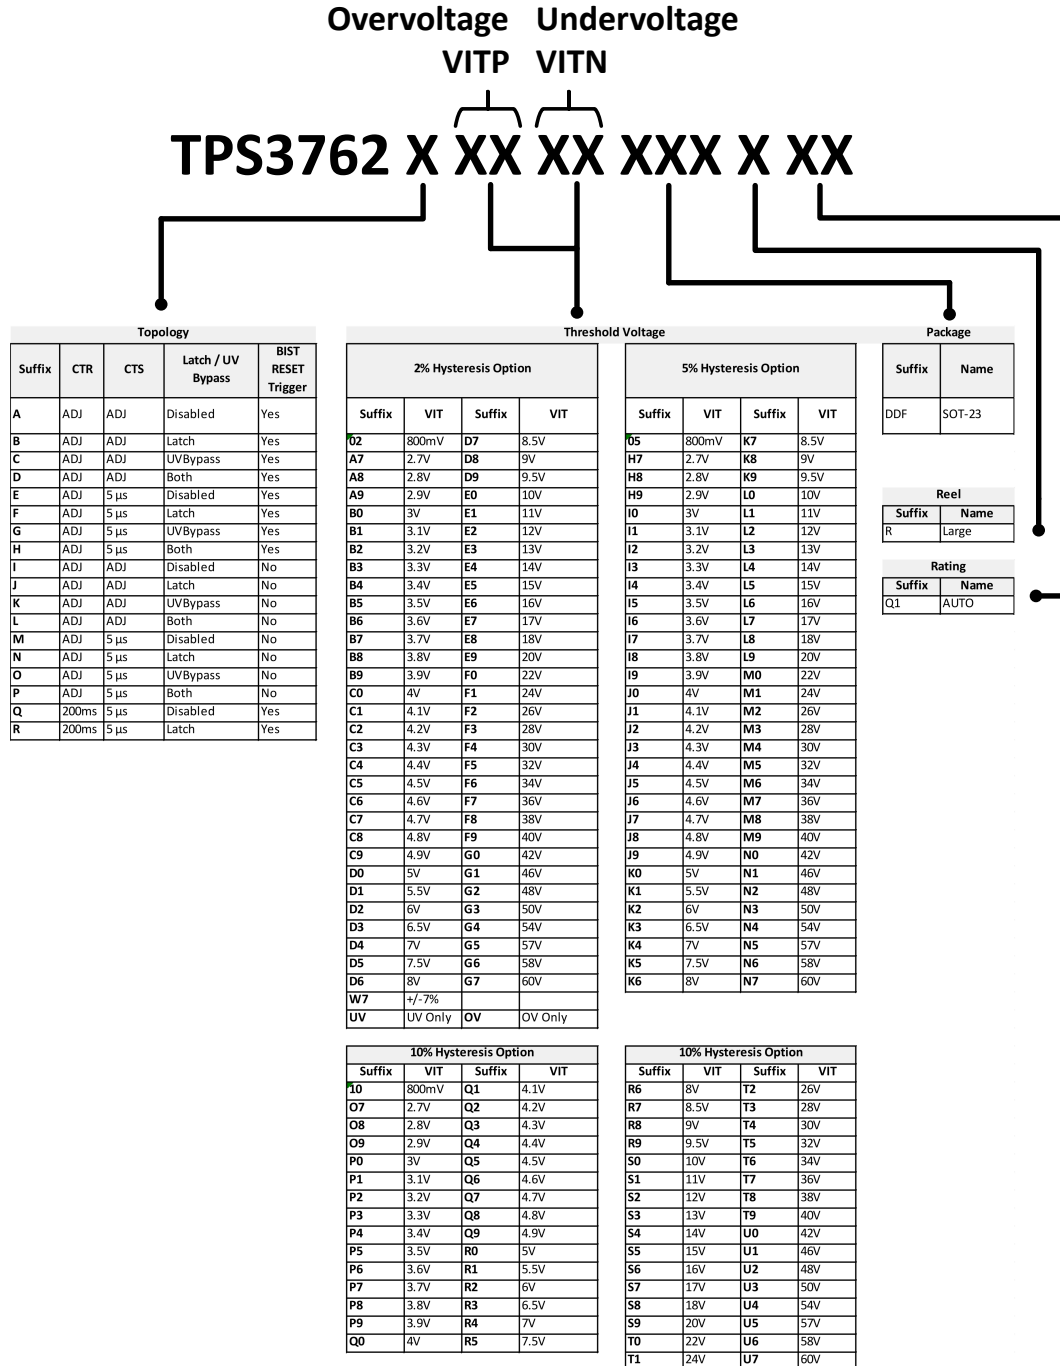 Overvoltage Undervoltage
VITP VITN
TPS3762 X XX XX XXX X XX
Topology
Suffix CTR CTS Latch / UV Bypass BIST RESET Trigger
A ADJ ADJ Disabled Yes
B ADJ ADJ Latch Yes
C ADJ ADJ UVBypass Yes
D ADJ ADJ Both Yes
E ADJ 5 µs Disabled Yes
F ADJ 5 µs Latch Yes
G ADJ 5 µs UVBypass Yes
H ADJ 5 µs Both Yes
I ADJ ADJ Disabled No
J ADJ ADJ Latch No
K ADJ ADJ UVBypass No
L ADJ ADJ Both No
M ADJ 5 µs Disabled No
N ADJ 5 µs Latch No
O ADJ 5 µs UVBypass No
P ADJ 5 µs Both No
Q 200ms 5 µs Disabled Yes
R 200ms 5 µs Latch Yes
Threshold Voltage
2% Hysteresis Option
Suffix VIT Suffix VIT
02 800mV D7 8.5V
A7 2.7V D8 9V
A8 2.8V D9 9.5V
A9 2.9V E0 10V
B0 3V E1 11V
B1 3.1V E2 12V
B2 3.2V E3 13V
B3 3.3V E4 14V
B4 3.4V E5 15V
B5 3.5V E6 16V
B6 3.6V E7 17V
B7 3.7V E8 18V
B8 3.8V E9 20V
B9 3.9V F0 22V
C0 4V F1 24V
C1 4.1V F2 26V
C2 4.2V F3 28V
C3 4.3V F4 30V
C4 4.4V F5 32V
C5 4.5V F6 34V
C6 4.6V F7 36V
C7 4.7V F8 38V
C8 4.8V F9 40V
C9 4.9V G0 42V
D0 5V G1 46V
D1 5.5V G2 48V
D2 6V G3 50V
D3 6.5V G4 54V
D4 7V G5 57V
D5 7.5V G6 58V
D6 8V G7 60V
W7 +/-7%
UV UV Only OV OV Only
5% Hysteresis Option
Suffix VIT Suffix VIT
05 800mV K7 8.5V
H7 2.7V K8 9V
H8 2.8V K9 9.5V
H9 2.9V L0 10V
I0 3V L1 11V
I1 3.1V L2 12V
I2 3.2V L3 13V
I3 3.3V L4 14V
I4 3.4V L5 15V
I5 3.5V L6 16V
I6 3.6V L7 17V
I7 3.7V L8 18V
I8 3.8V L9 20V
I9 3.9V M0 22V
J0 4V M1 24V
J1 4.1V M2 26V
J2 4.2V M3 28V
J3 4.3V M4 30V
J4 4.4V M5 32V
J5 4.5V M6 34V
J6 4.6V M7 36V
J7 4.7V M8 38V
J8 4.8V M9 40V
J9 4.9V N0 42V
K0 5V N1 46V
K1 5.5V N2 48V
K2 6V N3 50V
K3 6.5V N4 54V
K4 7V N5 57V
K5 7.5V N6 58V
K6 8V N7 60V
Package
Suffix Name
DDF SOT-23
Reel
Suffix Name
R Large
Rating
Suffix Name
Q1 AUTO
10% Hysteresis Option
Suffix VIT Suffix VIT
10 800mV Q1 4.1V
O7 2.7V Q2 4.2V
O8 2.8V Q3 4.3V
O9 2.9V Q4 4.4V
P0 3V Q5 4.5V
P1 3.1V Q6 4.6V
P2 3.2V Q7 4.7V
P3 3.3V Q8 4.8V
P4 3.4V Q9 4.9V
P5 3.5V R0 5V
P6 3.6V R1 5.5V
P7 3.7V R2 6V
P8 3.8V R3 6.5V
P9 3.9V R4 7V
Q0 4V R5 7.5V
10% Hysteresis Option
Suffix VIT Suffix VIT
R6 8V T2 26V
R7 8.5V T3 28V
R8 9V T4 30V
R9 9.5V T5 32V
S0 10V T6 34V
S1 11V T7 36V
S2 12V T8 38V
S3 13V T9 40V
S4 14V U0 42V
S5 15V U1 46V
S6 16V U2 48V
S7 17V U3 50V
S8 18V U4 54V
S9 20V U5 57V
T0 22V U6 58V
T1 24V U7 60V